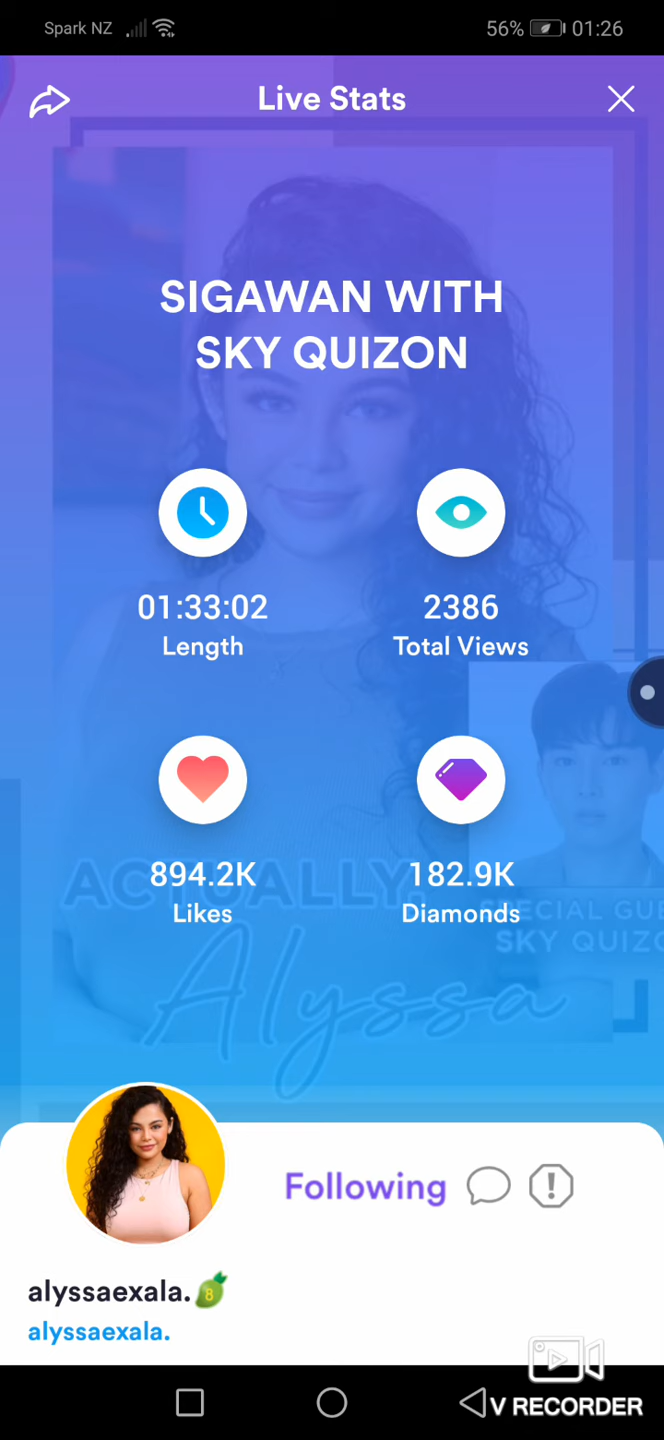 Spark NZ 56% 01:26
Live Stats
SIGAWAN WITH
SKY QUIZON
01:33:02 2386
Length Total Views
894.2K 182.9K
Likes Diamonds
ACTUALLY
SPECIAL GUE
SKY QUIZO
Alyssa
Following
alyssaexala. 8
alyssaexala.
V RECORDER